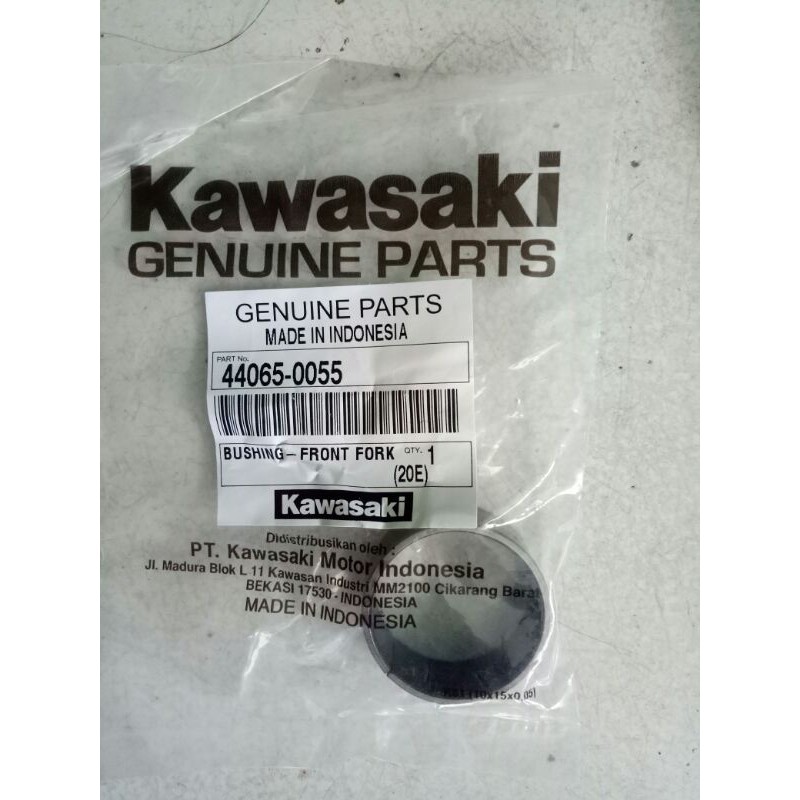 Kawasaki
GENUINE PARTS
GENUINE PARTS
MADE IN INDONESIA
PART No.
44065-0055
BUSHING-FRONT FORK QTY. 1
(20E)
Kawasaki
Didistribusikan oleh :
PT. Kawasaki Motor Indonesia
Jl. Madura Blok L 11 Kawasan Industri MM2100 Cikarang Barat
BEKASI 17530 - INDONESIA
MADE IN INDONESIA
(10x15x0,05)